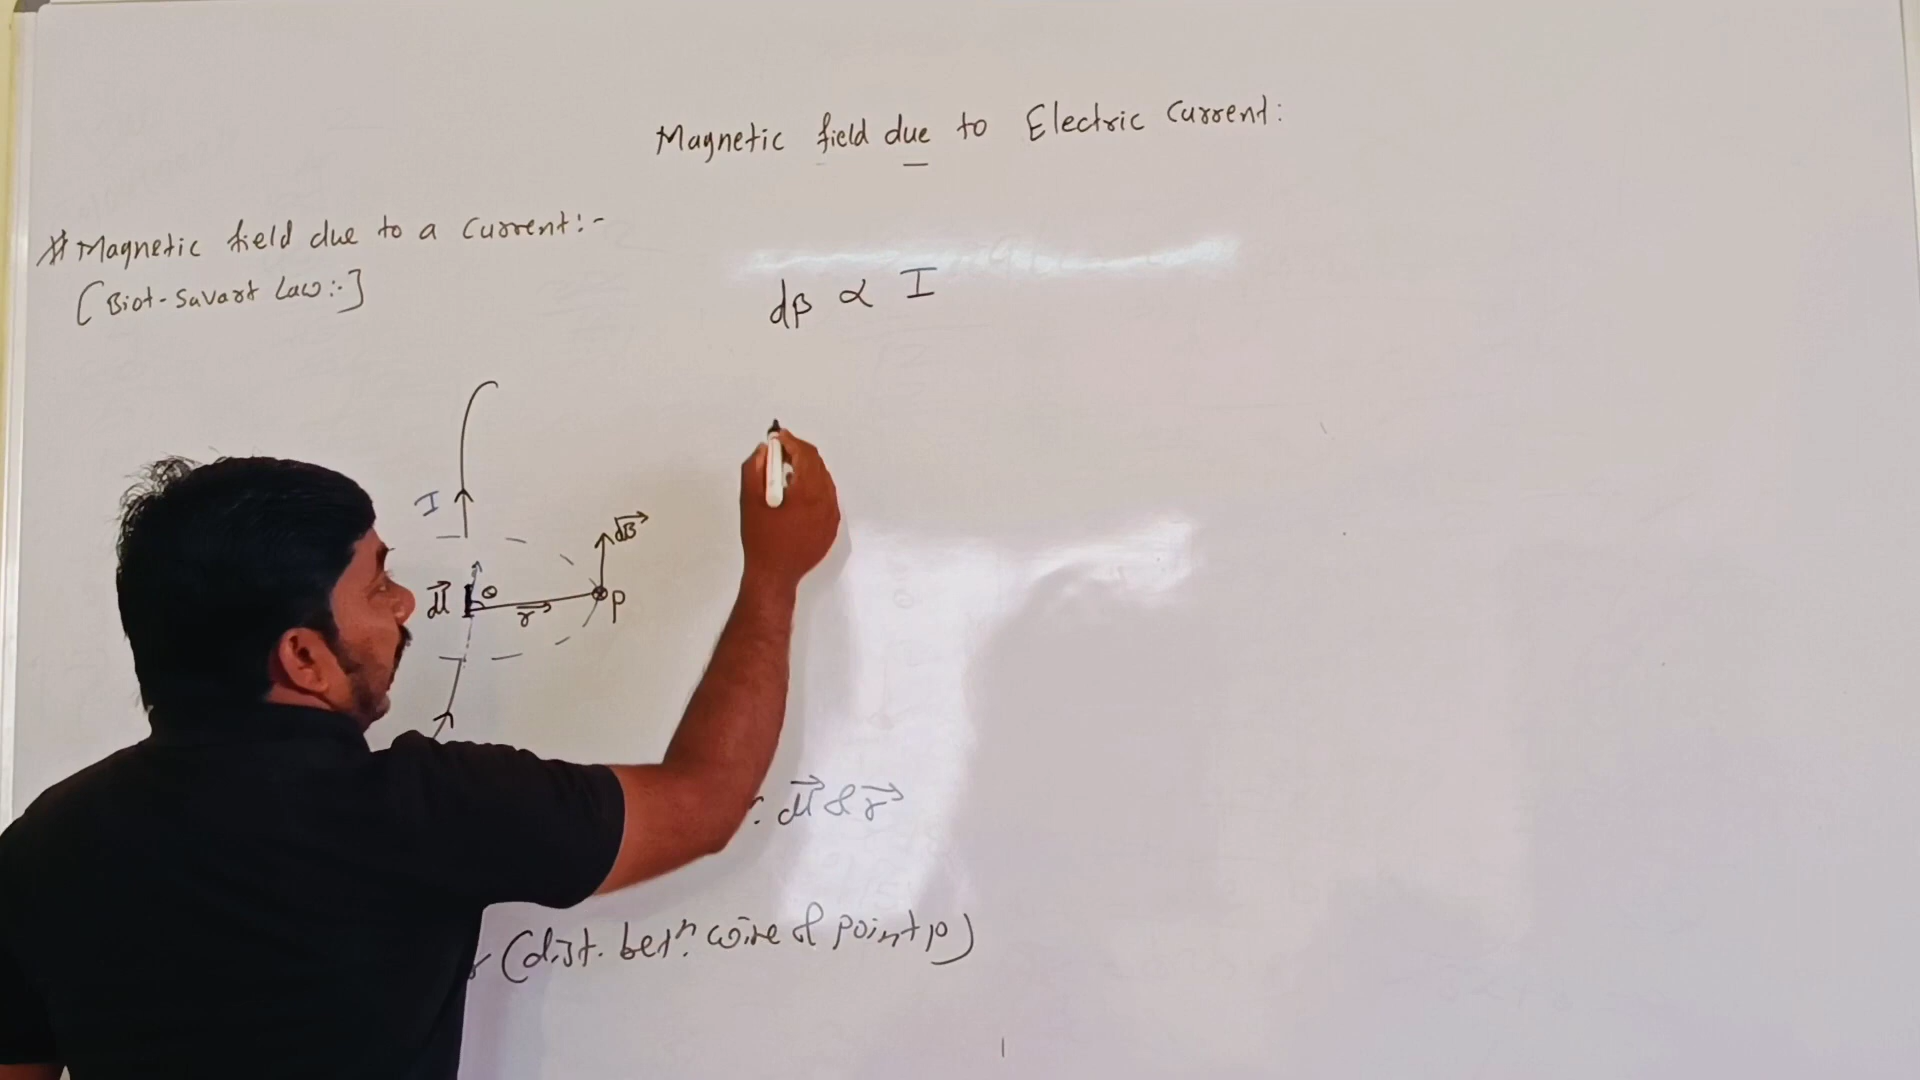 Magnetic field due to Electric Current:
# Magnetic field due to a Current:-
[Biot-Savart Law:-]
dB ∝ I
I
dB
dl θ
r
P
dl & r
r (dist. betn. wire & point p)